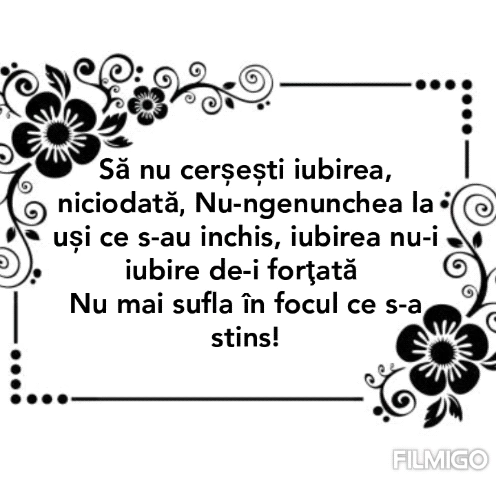 Să nu cerșești iubirea,
niciodată, Nu-ngenunchea la
uși ce s-au inchis, iubirea nu-i
iubire de-i forţată
Nu mai sufla în focul ce s-a
stins!
FILMIGO